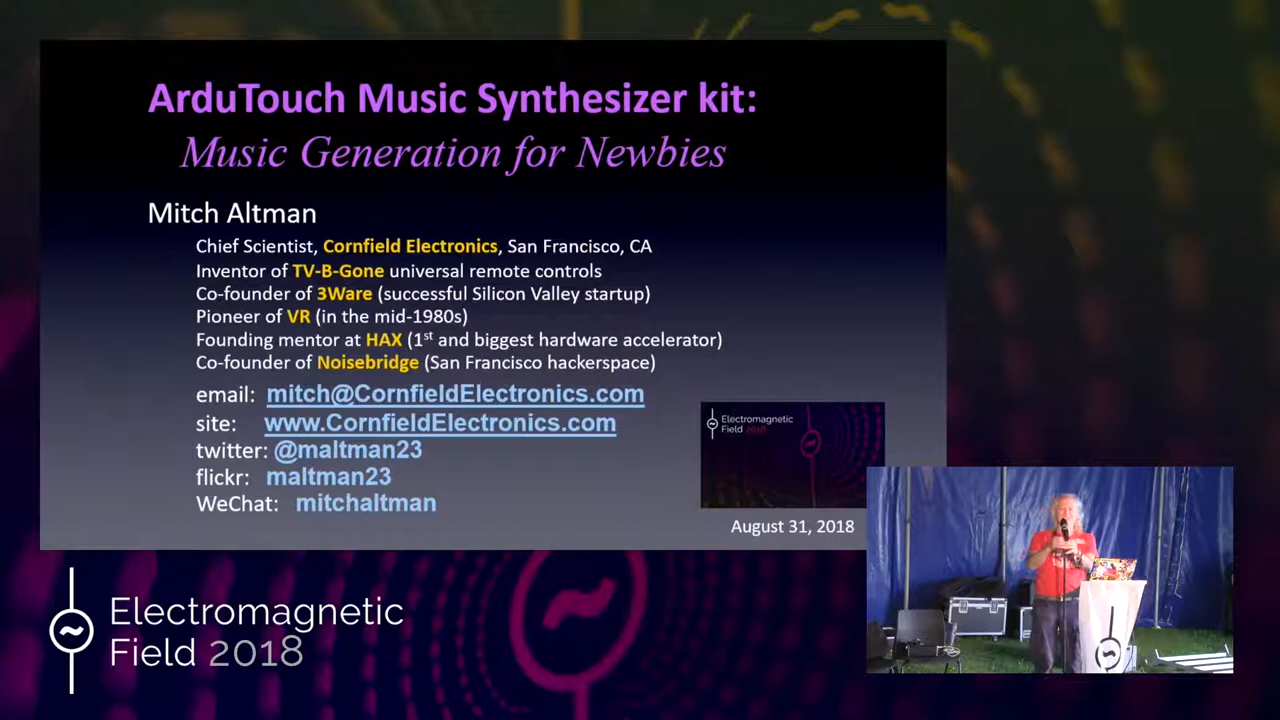 ArduTouch Music Synthesizer kit:
Music Generation for Newbies
Mitch Altman
Chief Scientist, Cornfield Electronics, San Francisco, CA
Inventor of TV-B-Gone universal remote controls
Co-founder of 3Ware (successful Silicon Valley startup)
Pioneer of VR (in the mid-1980s)
Founding mentor at HAX (1st and biggest hardware accelerator)
Co-founder of Noisebridge (San Francisco hackerspace)
email: mitch@CornfieldElectronics.com
site: www.CornfieldElectronics.com
twitter: @maltman23
flickr: maltman23
WeChat: mitchaltman
Electromagnetic
Field 2018
August 31, 2018
Electromagnetic
Field 2018